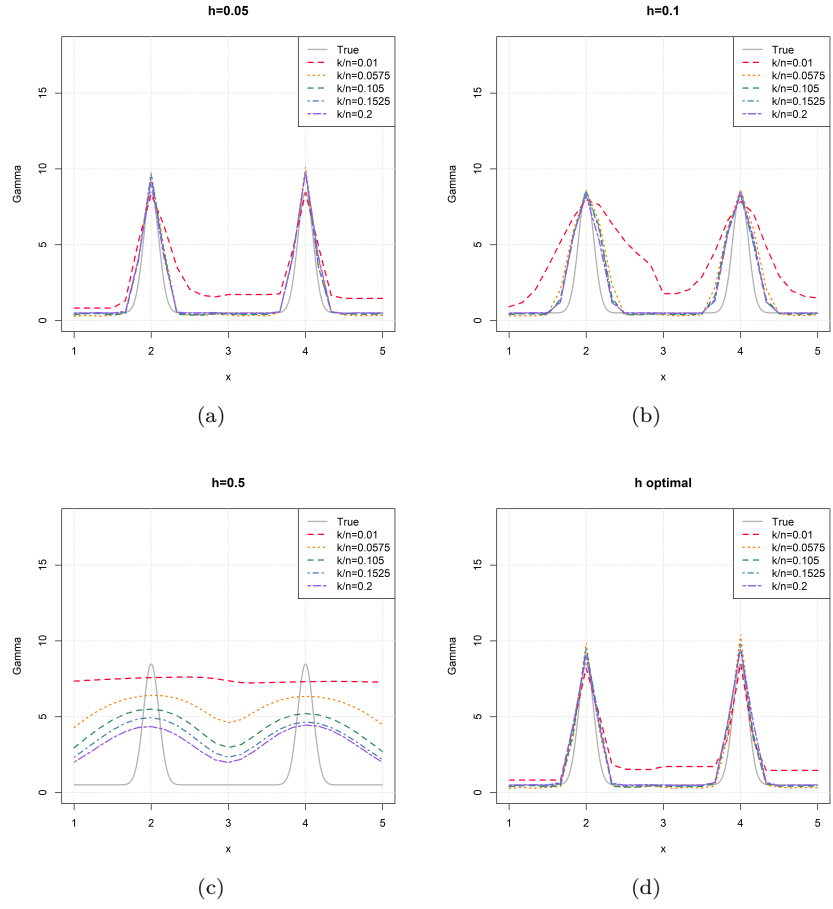 h=0.05
True
k/n=0.01
k/n=0.0575
k/n=0.105
k/n=0.1525
k/n=0.2
Gamma
0
5
10
15
1
2
3
4
5
x
(a)
h=0.1
True
k/n=0.01
k/n=0.0575
k/n=0.105
k/n=0.1525
k/n=0.2
Gamma
0
5
10
15
1
2
3
4
5
x
(b)
h=0.5
True
k/n=0.01
k/n=0.0575
k/n=0.105
k/n=0.1525
k/n=0.2
Gamma
0
5
10
15
1
2
3
4
5
x
(c)
h optimal
True
k/n=0.01
k/n=0.0575
k/n=0.105
k/n=0.1525
k/n=0.2
Gamma
0
5
10
15
1
2
3
4
5
x
(d)